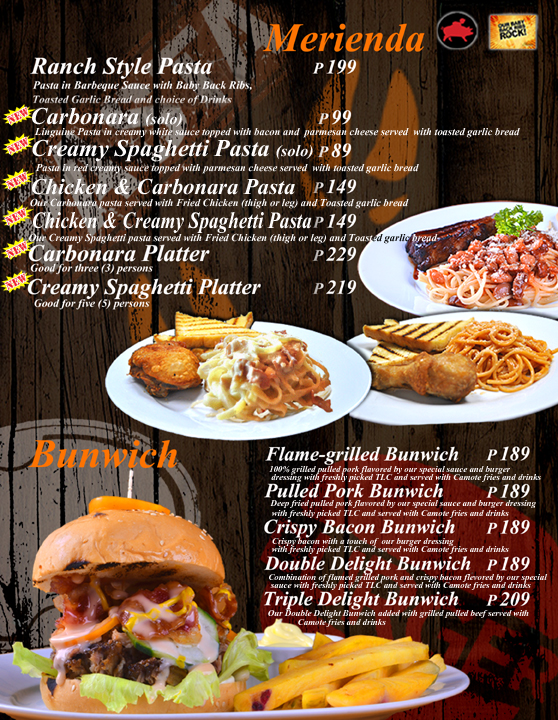 Merienda
OUR BABY
BACK RIBS
ROCK!
Ranch Style Pasta P 199
Pasta in Barbeque Sauce with Baby Back Ribs,
Toasted Garlic Bread and choice of Drinks
NEW Carbonara (solo) P 99
Linguine Pasta in creamy white sauce topped with bacon and parmesan cheese served with toasted garlic bread
NEW Creamy Spaghetti Pasta (solo) P 89
Pasta in red creamy sauce topped with parmesan cheese served with toasted garlic bread
NEW Chicken & Carbonara Pasta P 149
Our Carbonara pasta served with Fried Chicken (thigh or leg) and Toasted garlic bread
NEW Chicken & Creamy Spaghetti Pasta P 149
Our Creamy Spaghetti pasta served with Fried Chicken (thigh or leg) and Toasted garlic bread
NEW Carbonara Platter P 229
Good for three (3) persons
NEW Creamy Spaghetti Platter P 219
Good for five (5) persons
Bunwich
Flame-grilled Bunwich P 189
100% grilled pulled pork flavored by our special sauce and burger
dressing with freshly picked TLC and served with Camote fries and drinks
Pulled Pork Bunwich P 189
Deep fried pulled pork flavored by our special sauce and burger dressing
with freshly picked TLC and served with Camote fries and drinks
Crispy Bacon Bunwich P 189
Crispy bacon with a touch of our burger dressing
with freshly picked TLC and served with Camote fries and drinks
Double Delight Bunwich P 189
Combination of flamed grilled pork and crispy bacon flevored by our special
sauce with freshly picked TLC and served with Camote fries and drinks
Triple Delight Bunwich P 209
Our Double Delight Bunwich added with grilled pulled beef served with
Camote fries and drinks